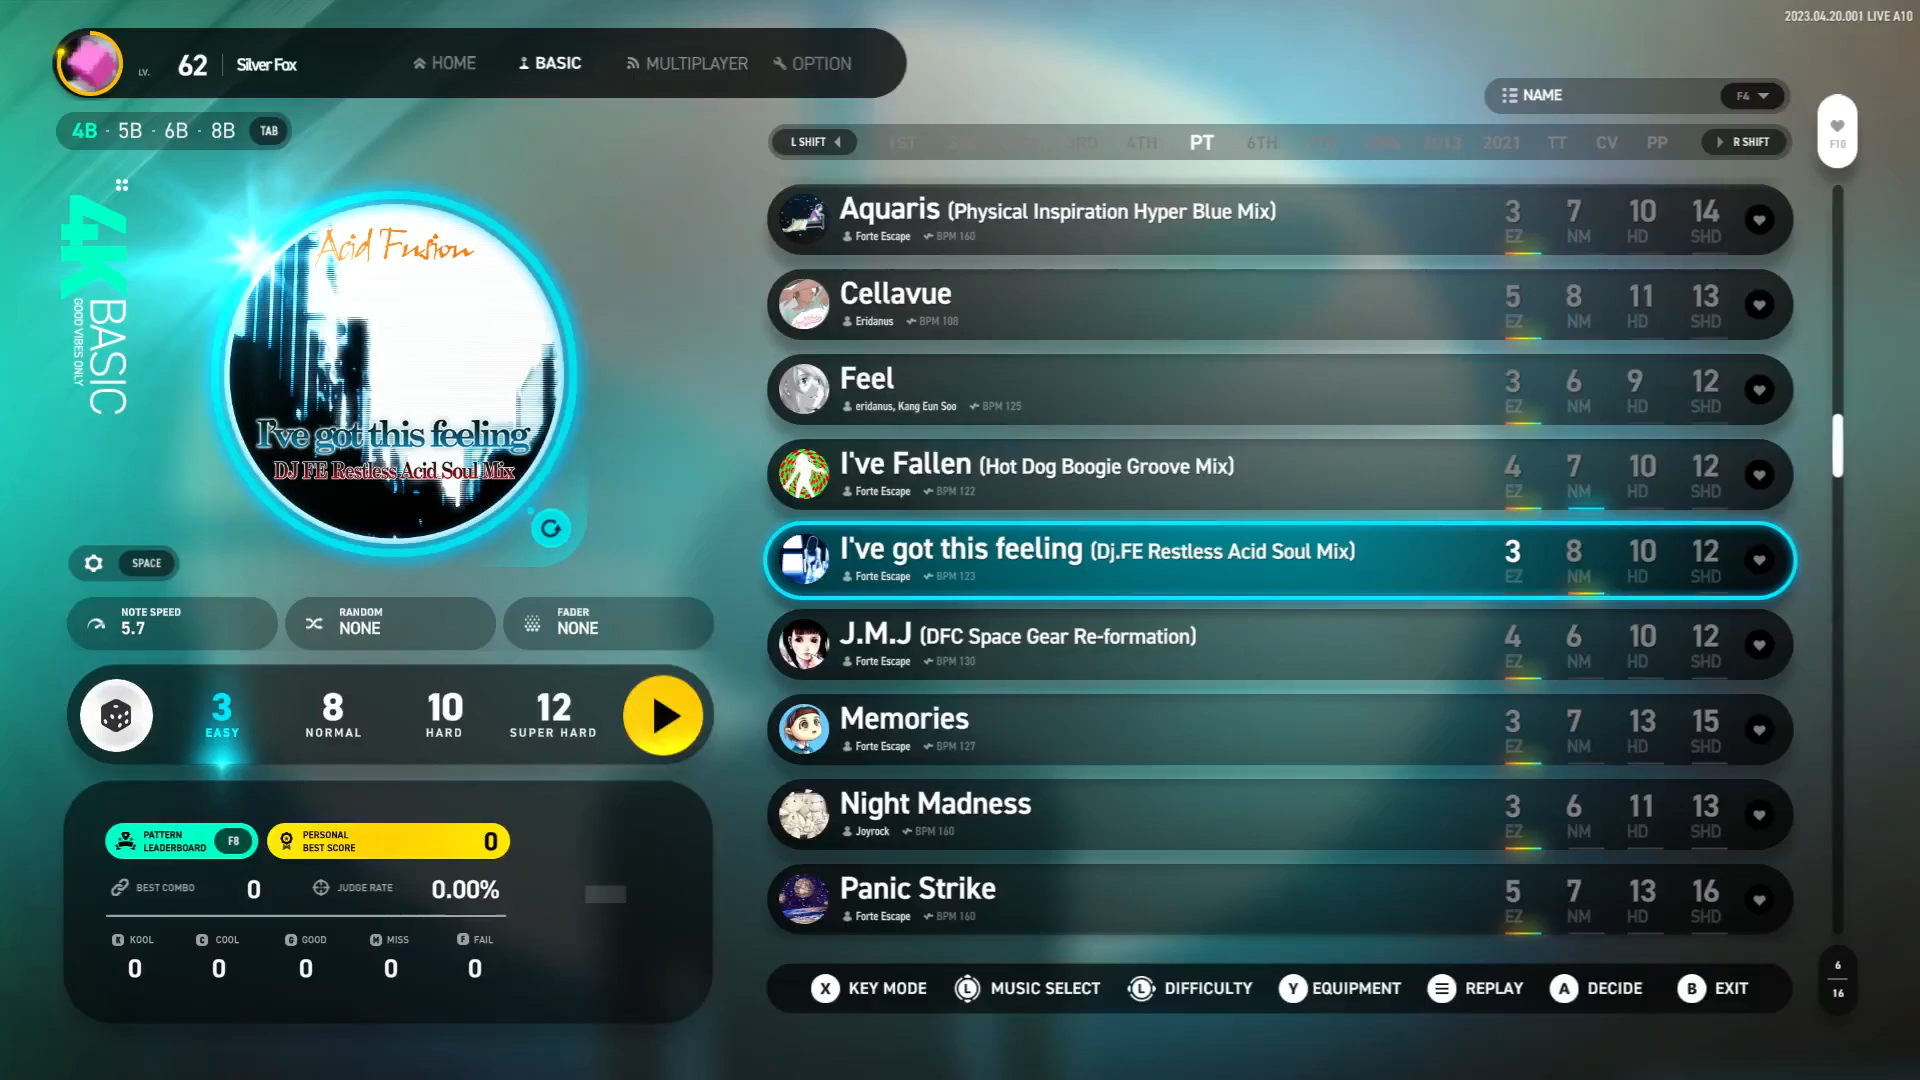 2023.04.20.001 LIVE A10
LV. 62 Silver Fox
HOME BASIC MULTIPLAYER OPTION
4B · 5B · 6B · 8B TAB
NAME F4
L SHIFT 1ST 3RD 4TH PT 6TH 2021 TT CV PP R SHIFT
F10
4K BASIC
GOOD VIBES ONLY
Acid Fusion
I've got this feeling
DJ FE Restless Acid Soul Mix
SPACE
NOTE SPEED
5.7
RANDOM
NONE
FADER
NONE
3 8 10 12
EASY NORMAL HARD SUPER HARD
PATTERN
LEADERBOARD F8
PERSONAL
BEST SCORE 0
BEST COMBO 0 JUDGE RATE 0.00%
K KOOL C COOL G GOOD M MISS F FAIL
0 0 0 0 0
Aquaris (Physical Inspiration Hyper Blue Mix) 3 7 10 14
Forte Escape BPM 160 EZ NM HD SHD
Cellavue 5 8 11 13
Eridanus BPM 108 EZ NM HD SHD
Feel 3 6 9 12
eridanus, Kang Eun Soo BPM 125 EZ NM HD SHD
I've Fallen (Hot Dog Boogie Groove Mix) 4 7 10 12
Forte Escape BPM 122 EZ NM HD SHD
I've got this feeling (Dj.FE Restless Acid Soul Mix) 3 8 10 12
Forte Escape BPM 123 EZ NM HD SHD
J.M.J (DFC Space Gear Re-formation) 4 6 10 12
Forte Escape BPM 130 EZ NM HD SHD
Memories 3 7 13 15
Forte Escape BPM 127 EZ NM HD SHD
Night Madness 3 6 11 13
Joyrock BPM 160 EZ NM HD SHD
Panic Strike 5 7 13 16
Forte Escape BPM 160 EZ NM HD SHD
X KEY MODE L MUSIC SELECT L DIFFICULTY Y EQUIPMENT REPLAY A DECIDE B EXIT
6
16